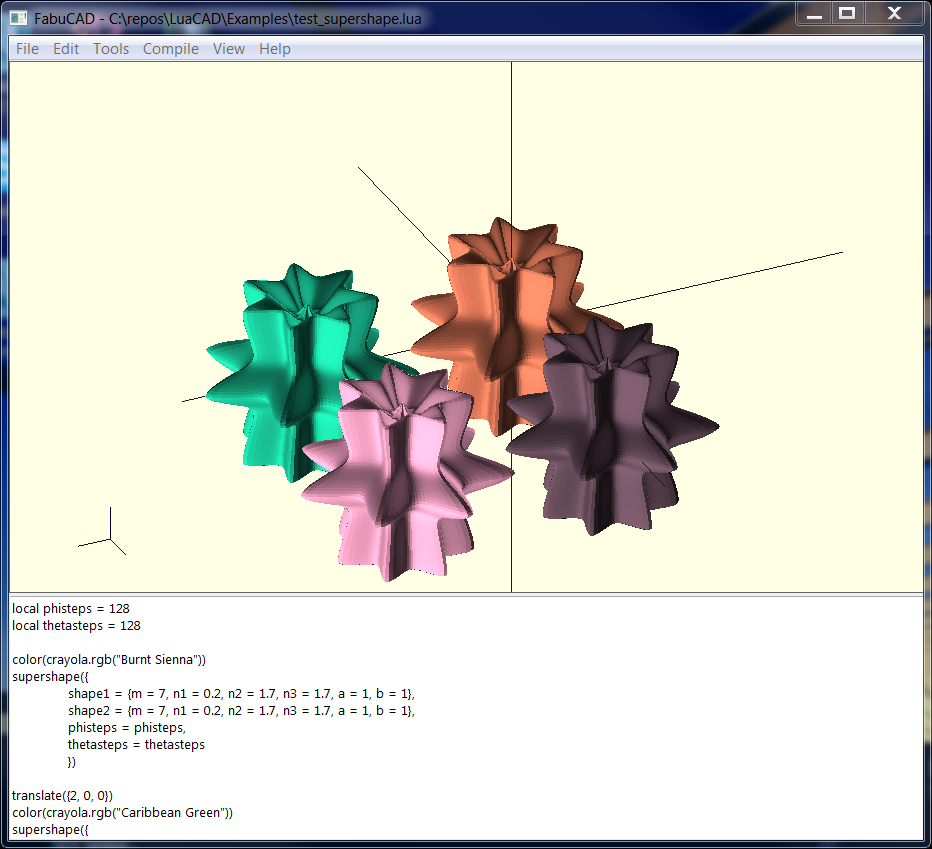 FabuCAD - C:\repos\LuaCAD\Examples\test_supershape.lua
File Edit Tools Compile View Help
local phisteps = 128
local thetasteps = 128
color(crayola.rgb("Burnt Sienna"))
supershape({
shape1 = {m = 7, n1 = 0.2, n2 = 1.7, n3 = 1.7, a = 1, b = 1},
shape2 = {m = 7, n1 = 0.2, n2 = 1.7, n3 = 1.7, a = 1, b = 1},
phisteps = phisteps,
thetasteps = thetasteps
})
translate({2, 0, 0})
color(crayola.rgb("Caribbean Green"))
supershape({